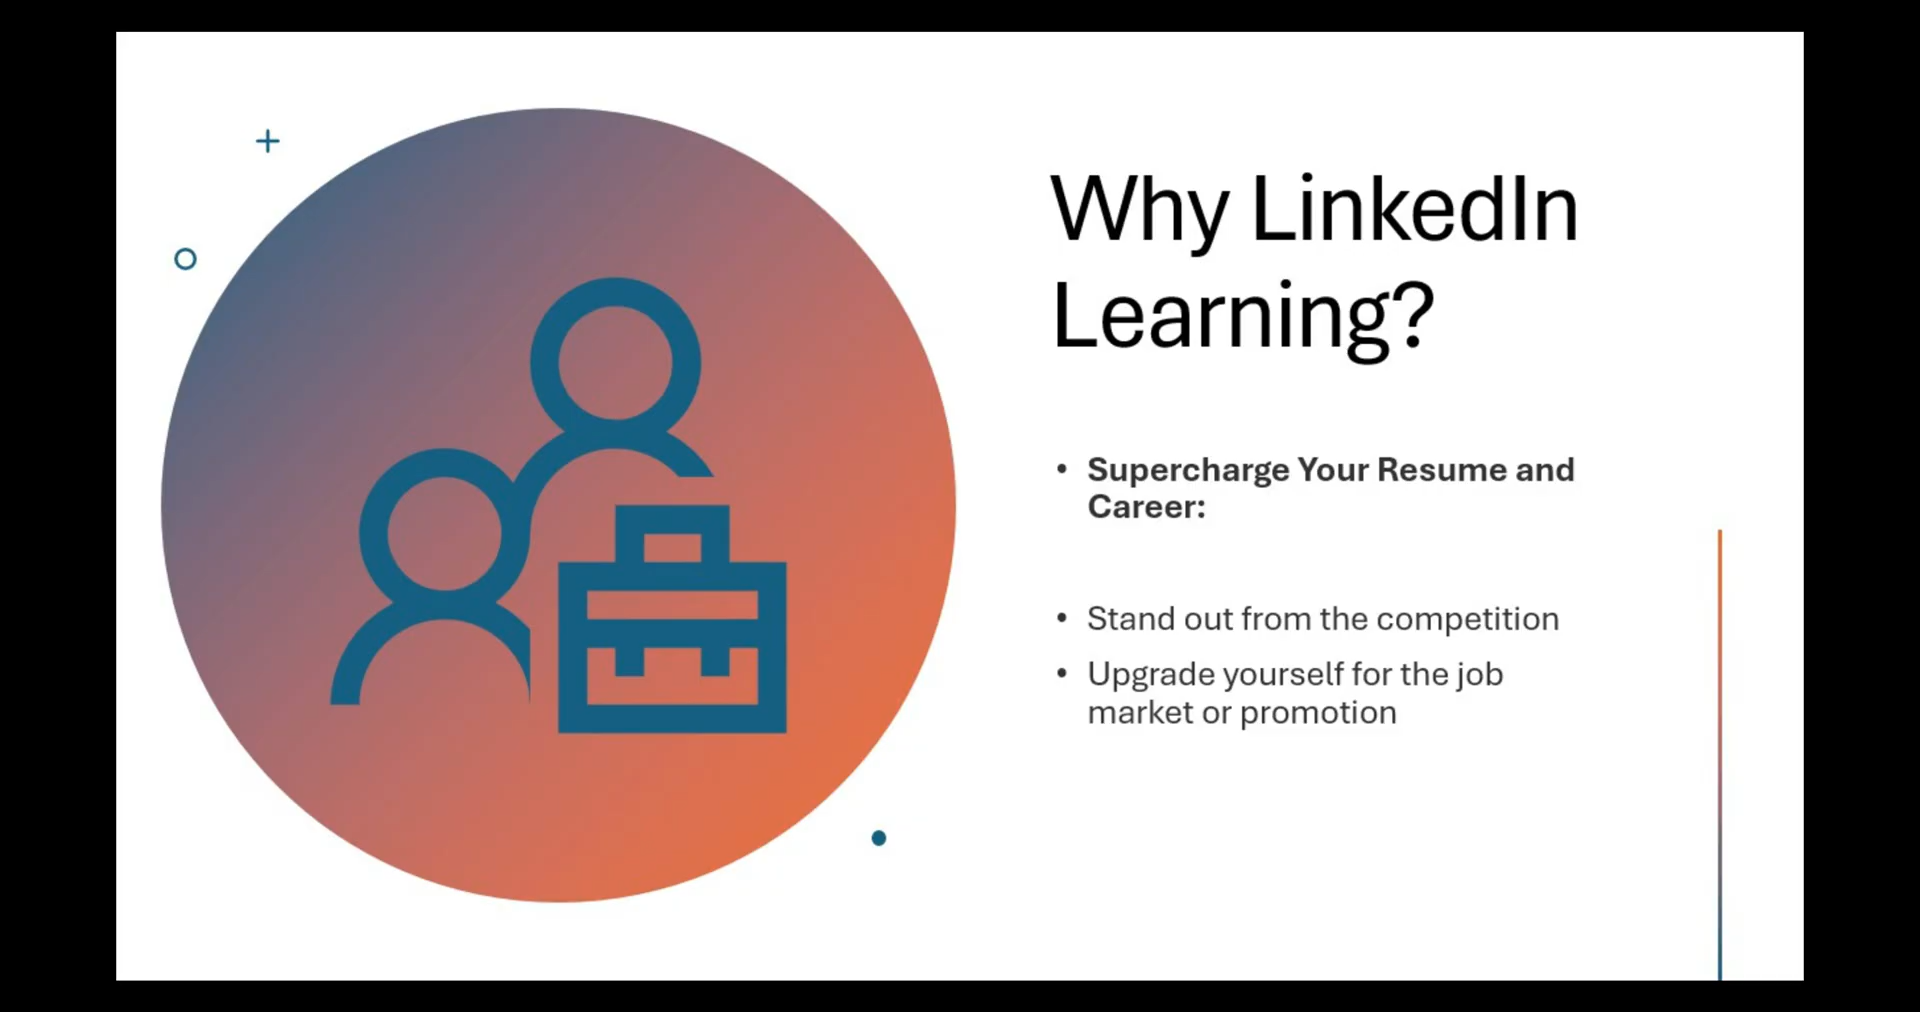 Why LinkedIn
Learning?
• Supercharge Your Resume and
Career:
• Stand out from the competition
• Upgrade yourself for the job
market or promotion